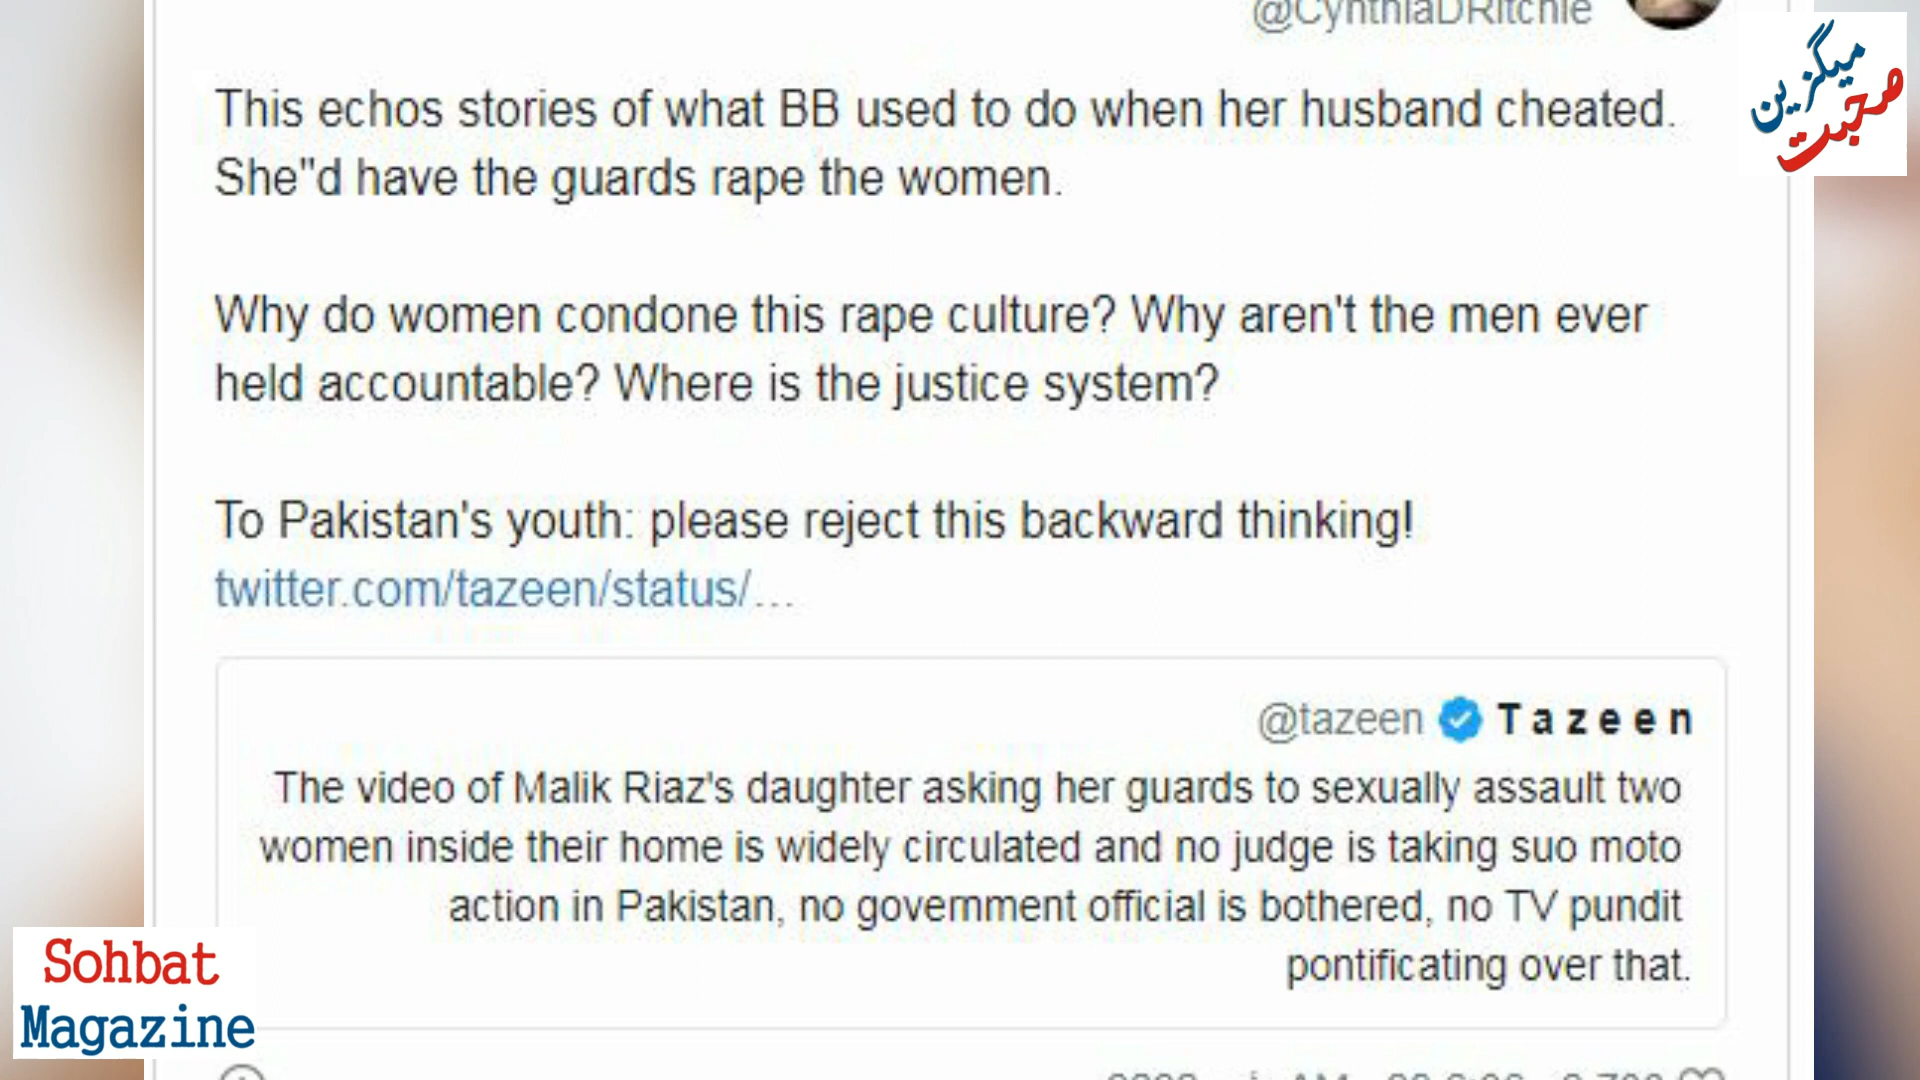 @CynthiaDRitchie
میگزین
صحبت
This echos stories of what BB used to do when her husband cheated.
She"d have the guards rape the women.
Why do women condone this rape culture? Why aren't the men ever
held accountable? Where is the justice system?
To Pakistan's youth: please reject this backward thinking!
twitter.com/tazeen/status/...
@tazeen Tazeen
The video of Malik Riaz's daughter asking her guards to sexually assault two
women inside their home is widely circulated and no judge is taking suo moto
action in Pakistan, no government official is bothered, no TV pundit
pontificating over that.
Sohbat
Magazine